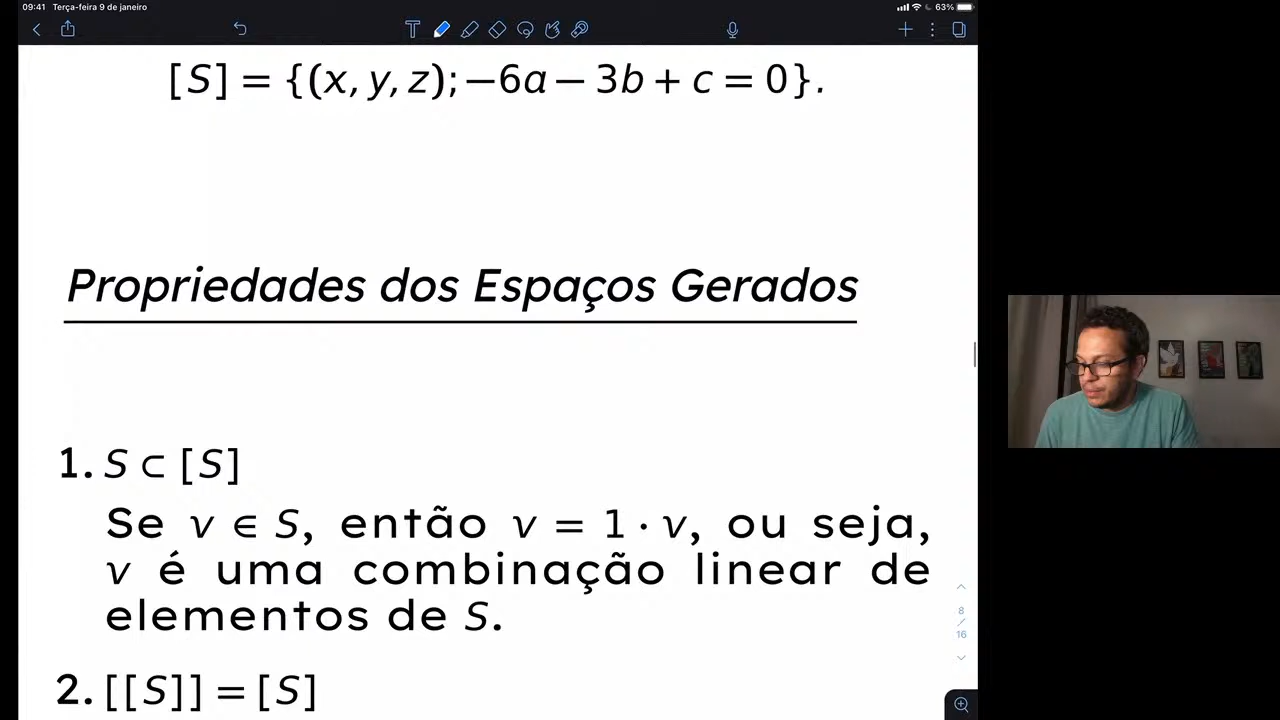 09:41 Terça-feira 9 de janeiro 63%
[S] = {(x, y, z); −6a − 3b + c = 0}.
Propriedades dos Espaços Gerados
1. S ⊂ [S]
Se v ∈ S, então v = 1 · v, ou seja,
v é uma combinação linear de
elementos de S.
8
/
16
2. [[S]] = [S]